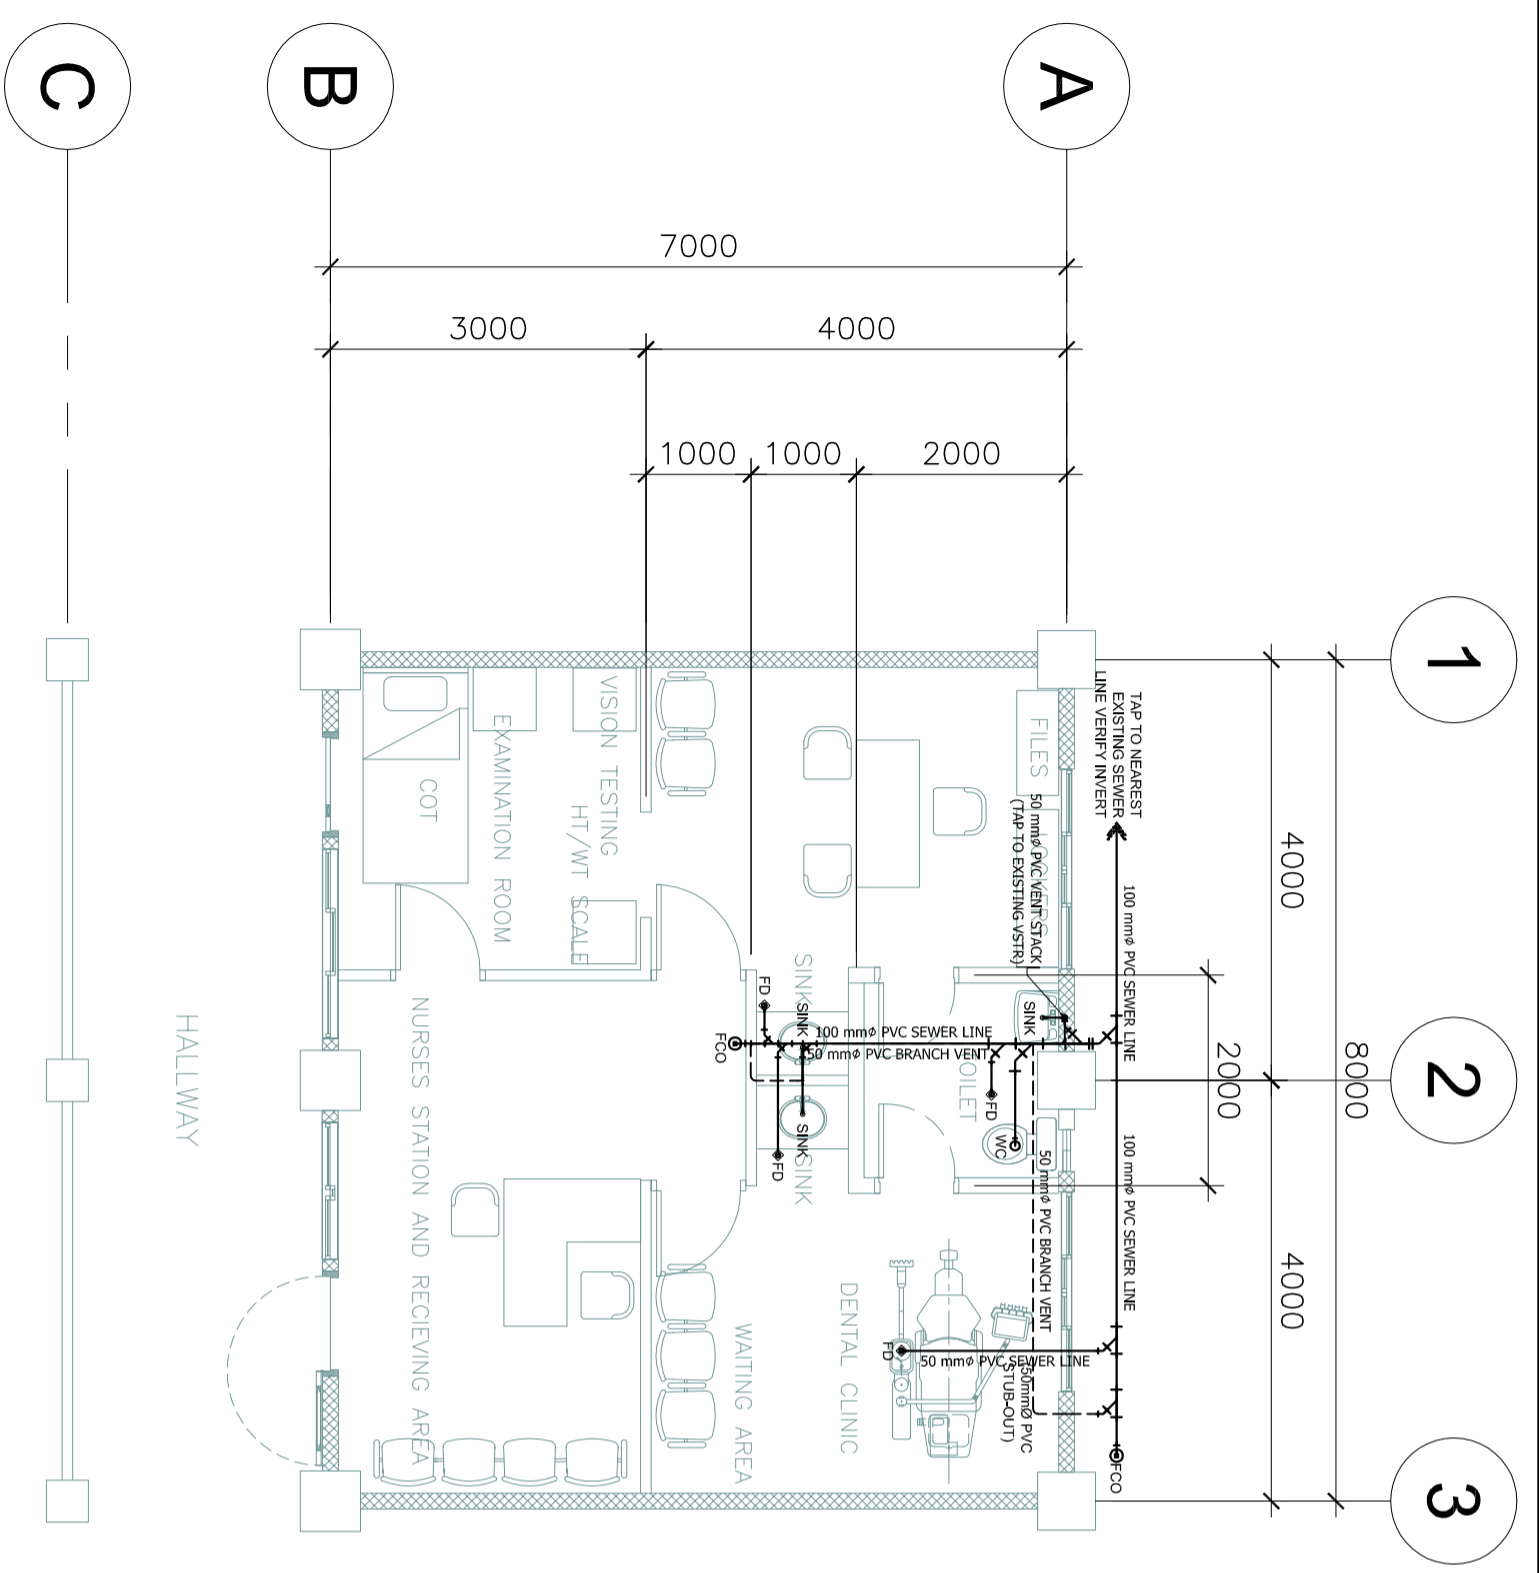 C
B
A
1
2
3
7000
3000
4000
1000
1000
2000
8000
4000
4000
2000
TAP TO NEAREST
EXISTING SEWER
LINE VERIFY INVERT
100 mmø PVC SEWER LINE
100 mmø PVC SEWER LINE
FCO
50 mmø PVC VENT STACK
(TAP TO EXISTING VSTR)
FILES
SINK
50 mmø PVC BRANCH VENT
WC
FD
100 mmø PVC SEWER LINE
50 mmø PVC BRANCH VENT
50 mmø PVC SEWER LINE
50mmØ PVC
STUB-OUT)
FD
DENTAL CLINIC
SINK
SINK
SINK
SINK
FD
FD
FCO
WAITING AREA
VISION TESTING
HT/WT SCALE
EXAMINATION ROOM
COT
NURSES STATION AND RECIEVING AREA
HALLWAY